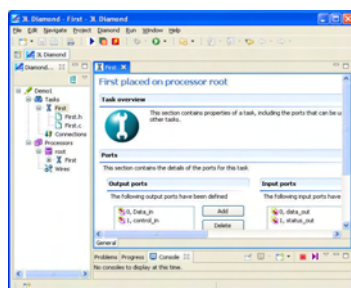 3L Diamond - First - 3L Diamond
File Edit Navigate Project Diamond Run Window Help
3L Diamond
Diamond...
Demo1
Tasks
First
First.h
First.c
Connections
Processors
root
First
Wires
First
First placed on processor root
Task overview
This section contains properties of a task, including the ports that can be u
other tasks.
Ports
This section contains the details of the ports for this task
Output ports
The following output ports have been defined
0, Data_in
1, control_in
Add
Delete
Input ports
The following input ports have
0, data_out
1, status_out
General
Problems Progress Console
No consoles to display at this time.